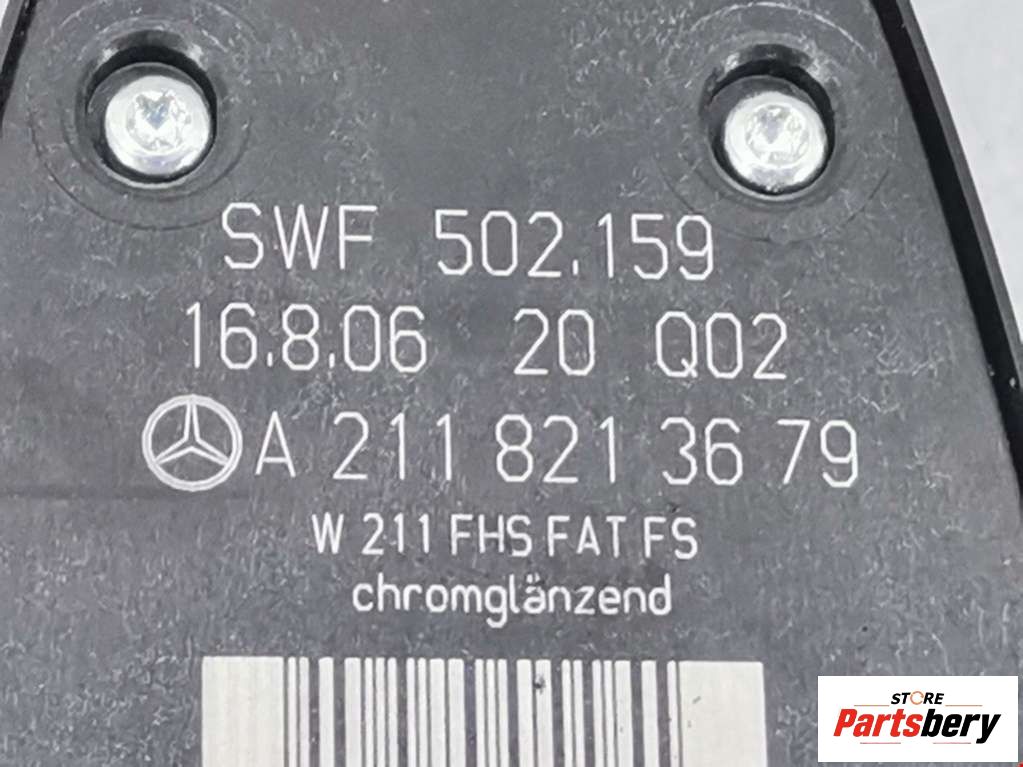 SWF 502.159
16.8.06 20 Q02
A 211 821 36 79
W 211 FHS FAT FS
chromglänzend
STORE
Partsbery